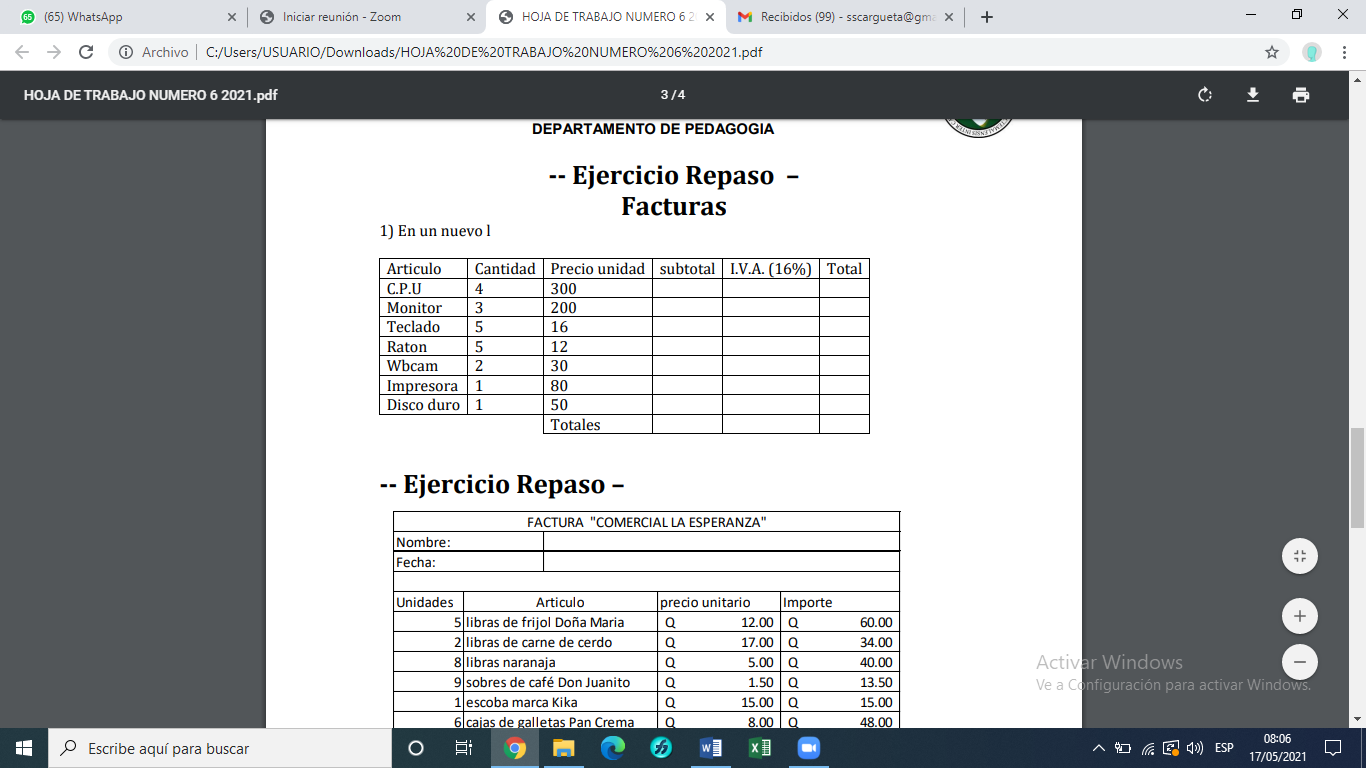 (65) WhatsApp
Iniciar reunión - Zoom
HOJA DE TRABAJO NUMERO 6 2
Recibidos (99) - sscargueta@gma
Archivo
C:/Users/USUARIO/Downloads/HOJA%20DE%20TRABAJO%20NUMERO%206%202021.pdf
HOJA DE TRABAJO NUMERO 6 2021.pdf
3 / 4
DEPARTAMENTO DE PEDAGOGIA
-- Ejercicio Repaso –
Facturas
1) En un nuevo l
Articulo Cantidad Precio unidad subtotal I.V.A. (16%) Total
C.P.U 4 300
Monitor 3 200
Teclado 5 16
Raton 5 12
Wbcam 2 30
Impresora 1 80
Disco duro 1 50
Totales
-- Ejercicio Repaso –
FACTURA "COMERCIAL LA ESPERANZA"
Nombre:
Fecha:
Unidades Articulo precio unitario Importe
5 libras de frijol Doña Maria Q 12.00 Q 60.00
2 libras de carne de cerdo Q 17.00 Q 34.00
8 libras naranaja Q 5.00 Q 40.00
9 sobres de café Don Juanito Q 1.50 Q 13.50
1 escoba marca Kika Q 15.00 Q 15.00
6 cajas de galletas Pan Crema Q 8.00 Q 48.00
Activar Windows
Ve a Configuración para activar Windows.
Escribe aquí para buscar
ESP
08:06
17/05/2021